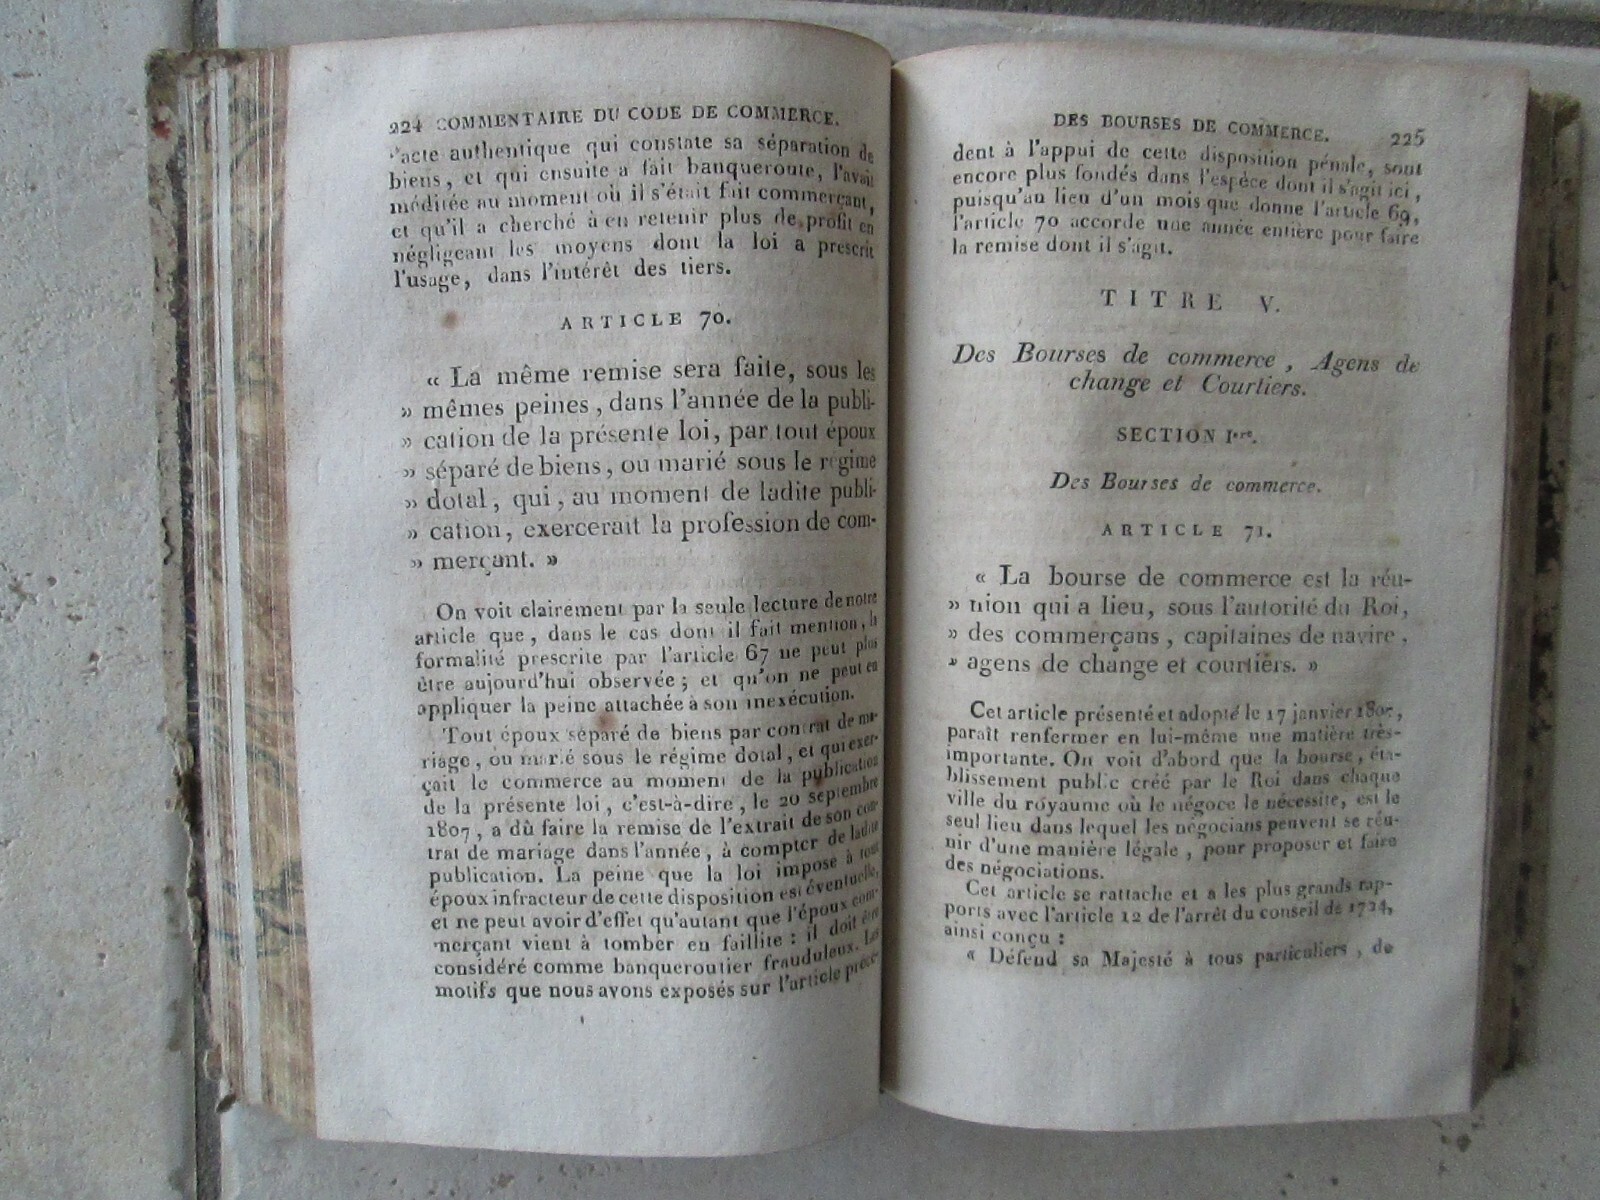 224 COMMENTAIRE DU CODE DE COMMERCE.
l'acte authentique qui constate sa séparation de
biens, et qui ensuite a fait banqueroute, l'avait
méditée au moment où il s'était fait commerçant,
et qu'il a cherché à en retenir plus de profit en
négligeant les moyens dont la loi a prescrit
l'usage, dans l'intérêt des tiers.
ARTICLE 70.
« La même remise sera faite, sous les
» mêmes peines, dans l'année de la publi-
» cation de la présente loi, par tout époux
» séparé de biens, ou marié sous le régime
» dotal, qui, au moment de ladite publi-
» cation, exercerait la profession de com-
» merçant. »
On voit clairement par la seule lecture de notre
article que, dans le cas dont il fait mention, la
formalité prescrite par l'article 67 ne peut plus
être aujourd'hui observée ; et qu'on ne peut en
appliquer la peine attachée à son inexécution.
Tout époux séparé de biens par contrat de ma-
riage, ou marié sous le régime dotal, et qui exer-
çait le commerce au moment de la publication
de la présente loi, c'est-à-dire, le 20 septembre
1807, a dû faire la remise de l'extrait de son con-
trat de mariage dans l'année, à compter de ladite
publication. La peine que la loi impose à tout
époux infracteur de cette disposition est éventuelle,
et ne peut avoir d'effet qu'autant que l'époux com-
merçant vient à tomber en faillite : il doit être
considéré comme banqueroutier frauduleux. Les
motifs que nous avons exposés sur l'article précé-
DES BOURSES DE COMMERCE. 225
dent à l'appui de cette disposition pénale, sont
encore plus fondés dans l'espèce dont il s'agit ici,
puisqu'au lieu d'un mois que donne l'article 69,
l'article 70 accorde une année entière pour faire
la remise dont il s'agit.
TITRE V.
Des Bourses de commerce, Agens de
change et Courtiers.
SECTION Ière.
Des Bourses de commerce.
ARTICLE 71.
« La bourse de commerce est la réu-
» nion qui a lieu, sous l'autorité du Roi,
» des commerçans, capitaines de navire,
» agens de change et courtiers. »
Cet article présenté et adopté le 17 janvier 1807,
paraît renfermer en lui-même une matière très-
importante. On voit d'abord que la bourse, éta-
blissement public créé par le Roi dans chaque
ville du royaume où le négoce le nécessite, est le
seul lieu dans lequel les négocians peuvent se réu-
nir d'une manière légale, pour proposer et faire
des négociations.
Cet article se rattache et a les plus grands rap-
ports avec l'article 12 de l'arrêt du conseil de 1724,
ainsi conçu :
« Défend sa Majesté à tous particuliers, de